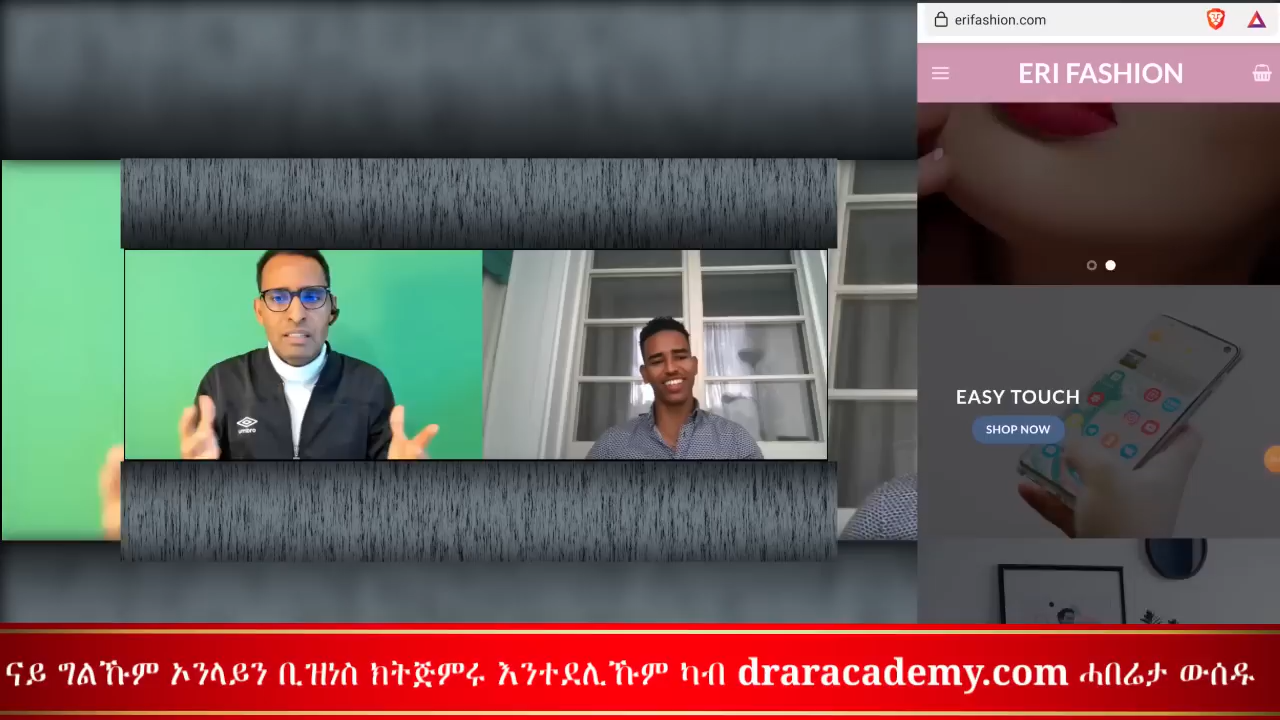 erifashion.com
ERI FASHION
EASY TOUCH
SHOP NOW
umbro
ናይ ግልኹም ኦንላይን ቢዝነስ ክትጅምሩ እንተደሊኹም ካብ draracademy.com ሓበሬታ ውሰዱ